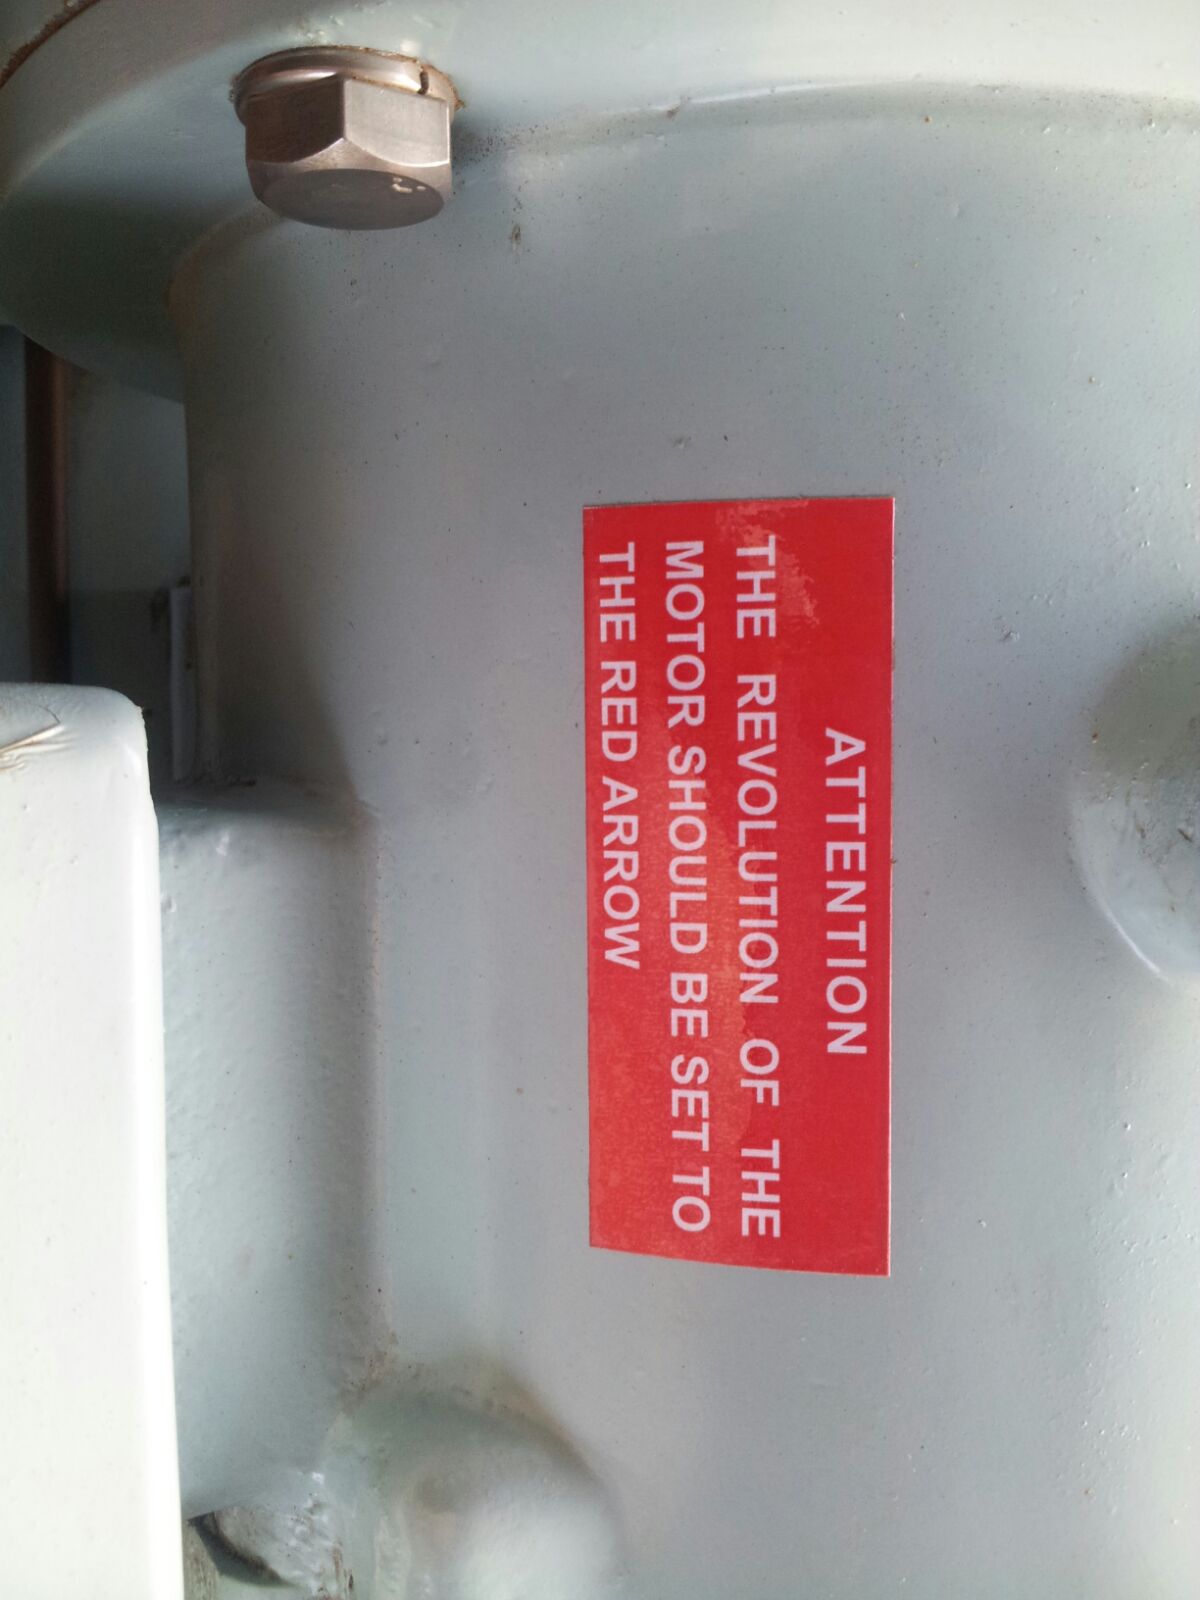 ATTENTION
THE REVOLUTION OF THE
MOTOR SHOULD BE SET TO
THE RED ARROW